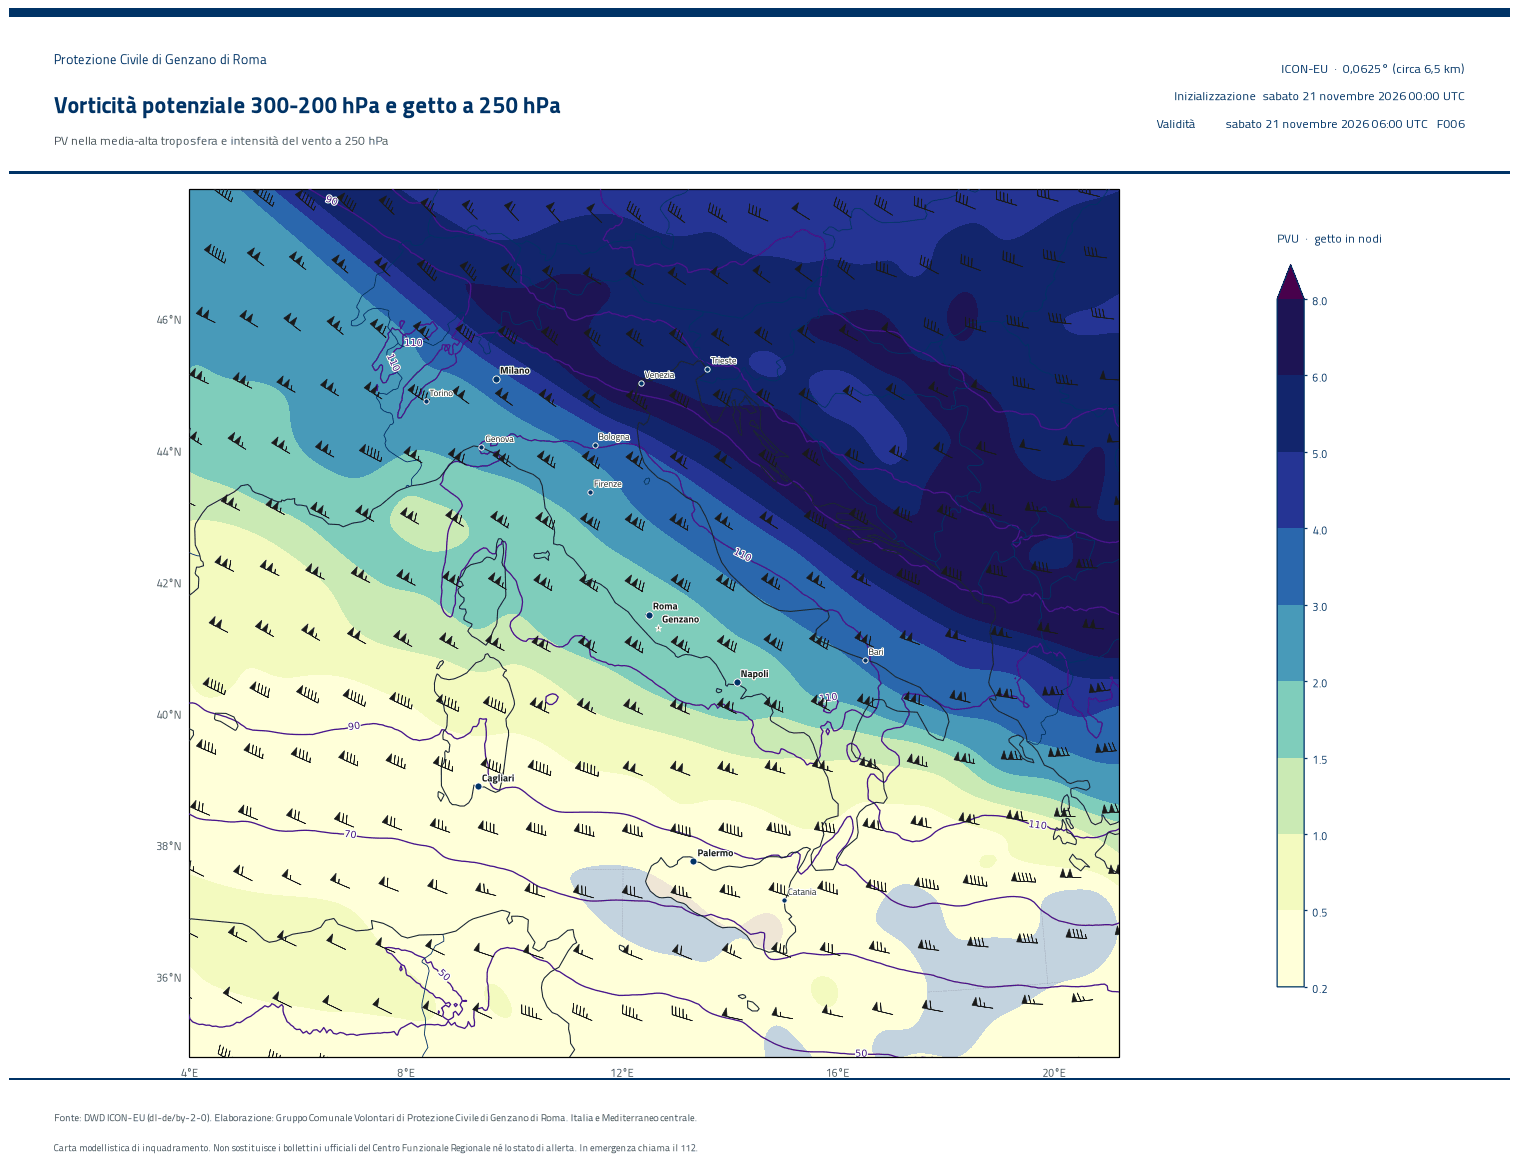 Protezione Civile di Genzano di Roma
Vorticità potenziale 300-200 hPa e getto a 250 hPa
PV nella media-alta troposfera e intensità del vento a 250 hPa
ICON-EU · 0,0625° (circa 6,5 km)
Inizializzazione sabato 21 novembre 2026 00:00 UTC
Validità sabato 21 novembre 2026 06:00 UTC F006
PVU · getto in nodi
8.0
6.0
5.0
4.0
3.0
2.0
1.5
1.0
0.5
0.2
90
46°N
110
110
Trieste
Milano
Venezia
Torino
44°N
Genova
Bologna
Firenze
110
42°N
Roma
Genzano
Bari
Napoli
110
40°N
90
Cagliari
110
70
38°N
Palermo
Catania
50
36°N
50
4°E
8°E
12°E
16°E
20°E
Fonte: DWD ICON-EU (dl-de/by-2-0). Elaborazione: Gruppo Comunale Volontari di Protezione Civile di Genzano di Roma. Italia e Mediterraneo centrale.
Carta modellistica di inquadramento. Non sostituisce i bollettini ufficiali del Centro Funzionale Regionale né lo stato di allerta. In emergenza chiama il 112.